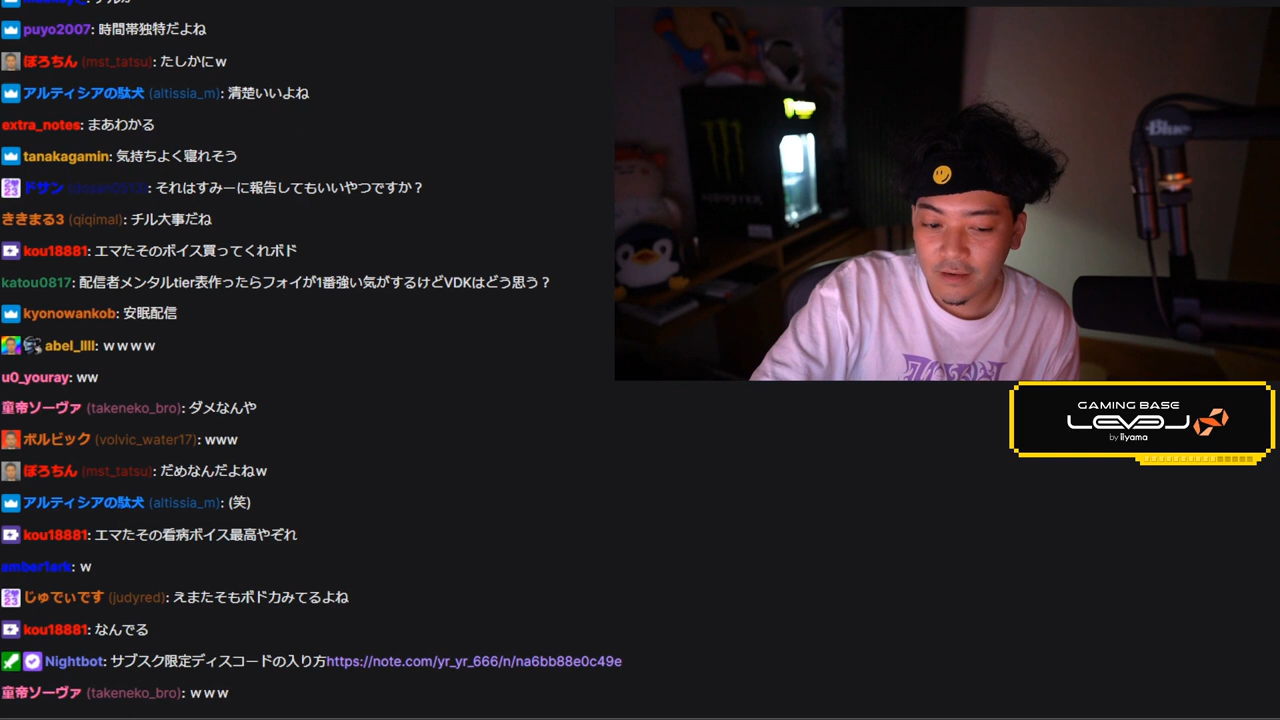 puyo2007: 時間帯独特だよね
ぽろちん (mst_tatsu): たしかにw
アルティシアの駄犬 (altissia_m): 清楚いいよね
extra_notes: まあわかる
tanakagamin: 気持ちよく寝れそう
ドサン: それはすみーに報告してもいいやつですか？
ききまる3 (qiqimal): チル大事だね
kou18881: エマたそのボイス買ってくれボド
katou0817: 配信者メンタルtier表作ったらフォイが1番強い気がするけどVDKはどう思う？
kyonowankob: 安眠配信
abel_llll: ｗｗｗｗ
u0_youray: ww
童帝ソーヴァ (takeneko_bro): ダメなんや
ボルビック (volvic_water17): www
ぽろちん (mst_tatsu): だめなんだよねw
アルティシアの駄犬 (altissia_m): (笑)
kou18881: エマたその看病ボイス最高やぞれ
amber1ark: w
じゅでぃです (judyred): えまたそもボドカみてるよね
kou18881: なんでる
Nightbot: サブスク限定ディスコードの入り方https://note.com/yr_yr_666/n/na6bb88e0c49e
童帝ソーヴァ (takeneko_bro): ｗｗｗ
Blue
GAMING BASE
LEVEL
by iiyama